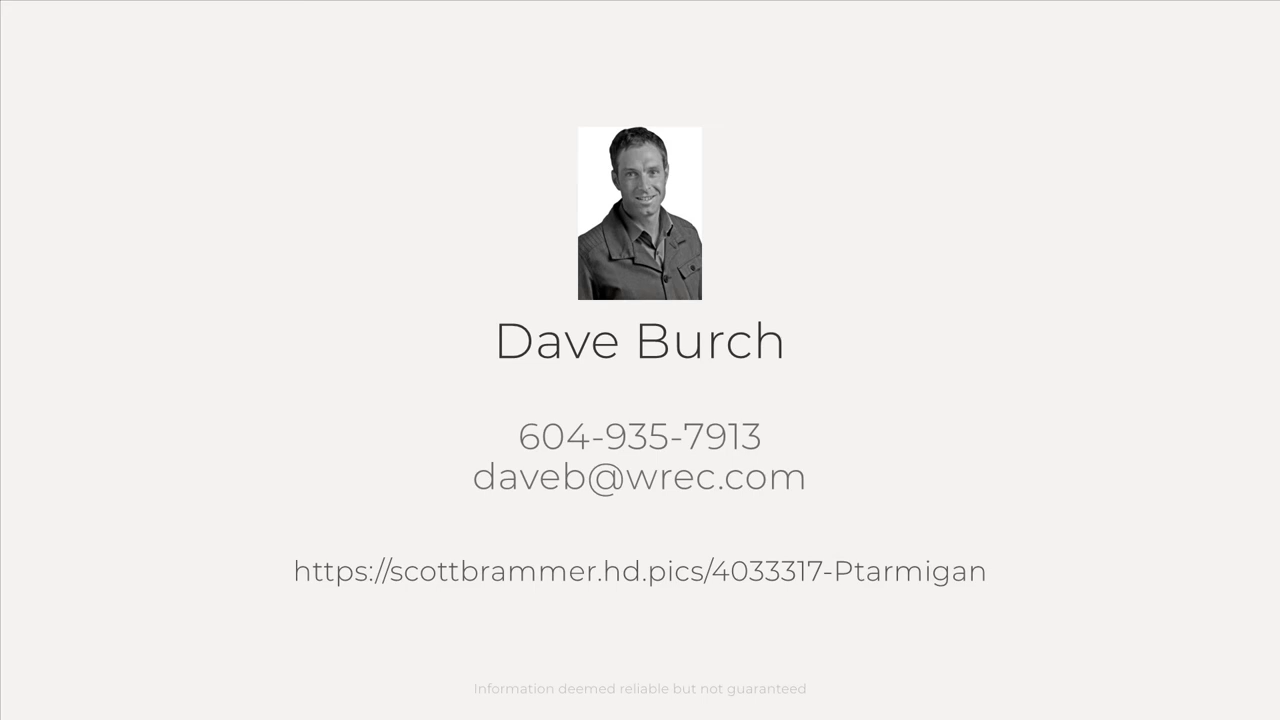 Dave Burch
604-935-7913
daveb@wrec.com
https://scottbrammer.hd.pics/4033317-Ptarmigan
Information deemed reliable but not guaranteed